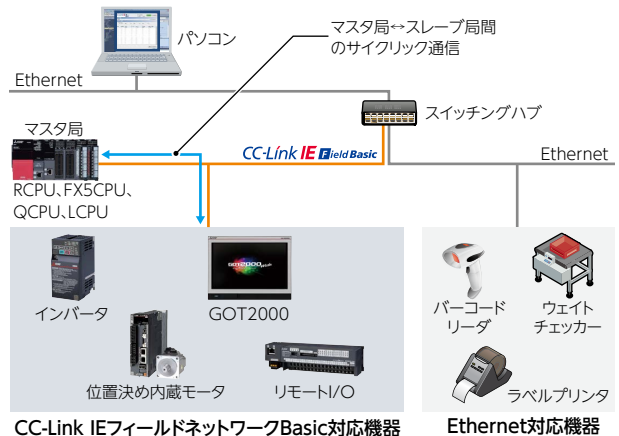 パソコン
マスタ局↔スレーブ局間
のサイクリック通信
Ethernet
スイッチングハブ
マスタ局
CC-Link IE Field Basic
Ethernet
RCPU、FX5CPU、
QCPU、LCPU
インバータ
GOT2000
バーコード
リーダ
ウェイト
チェッカー
位置決め内蔵モータ
リモートI/O
ラベルプリンタ
CC-Link IEフィールドネットワークBasic対応機器
Ethernet対応機器